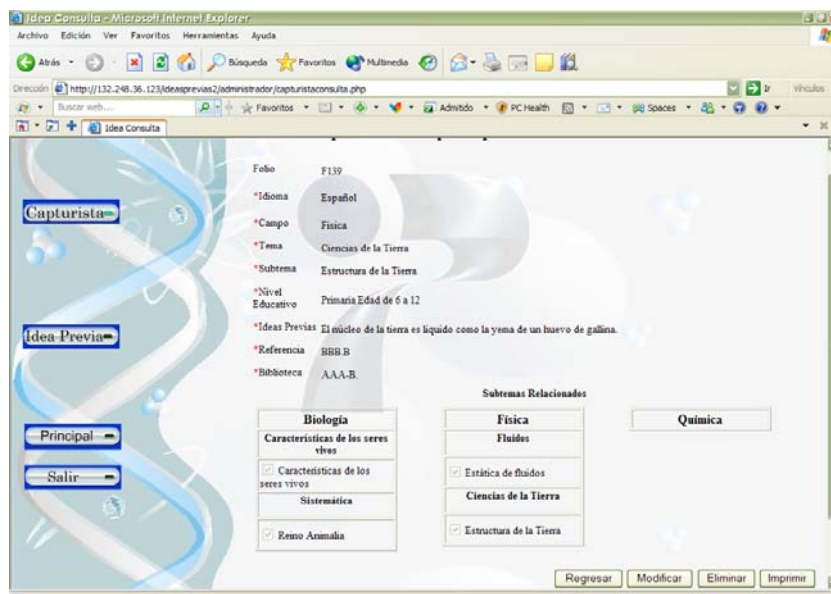 Idea Consulta - Microsoft Internet Explorer
Archivo Edición Ver Favoritos Herramientas Ayuda
Atrás Búsqueda Favoritos Multimedia
Dirección http://132.248.36.123/ideasprevias2/administrador/capturistaconsulta.php Ir Vínculos
Buscar web... Favoritos Admitido PC Health Spaces
Idea Consulta
Folio F139
*Idioma Español
Capturista
*Campo Fisica
*Tema Ciencias de la Tierra
*Subtema Estructura de la Tierra
*Nivel
Educativo Primaria Edad de 6 a 12
*Ideas Previas El núcleo de la tierra es liquido como la yema de un huevo de gallina.
Idea Previa
*Referencia BBB.B
*Biblioteca AAA-B.
Subtemas Relacionados
Biología Física Química
Principal
Características de los seres
vivos
Fluidos
Caracteristicas de los
seres vivos
Estática de fluidos
Salir
Sistemática
Ciencias de la Tierra
Reino Animalia
Estructura de la Tierra
Regresar Modificar Eliminar Imprimir